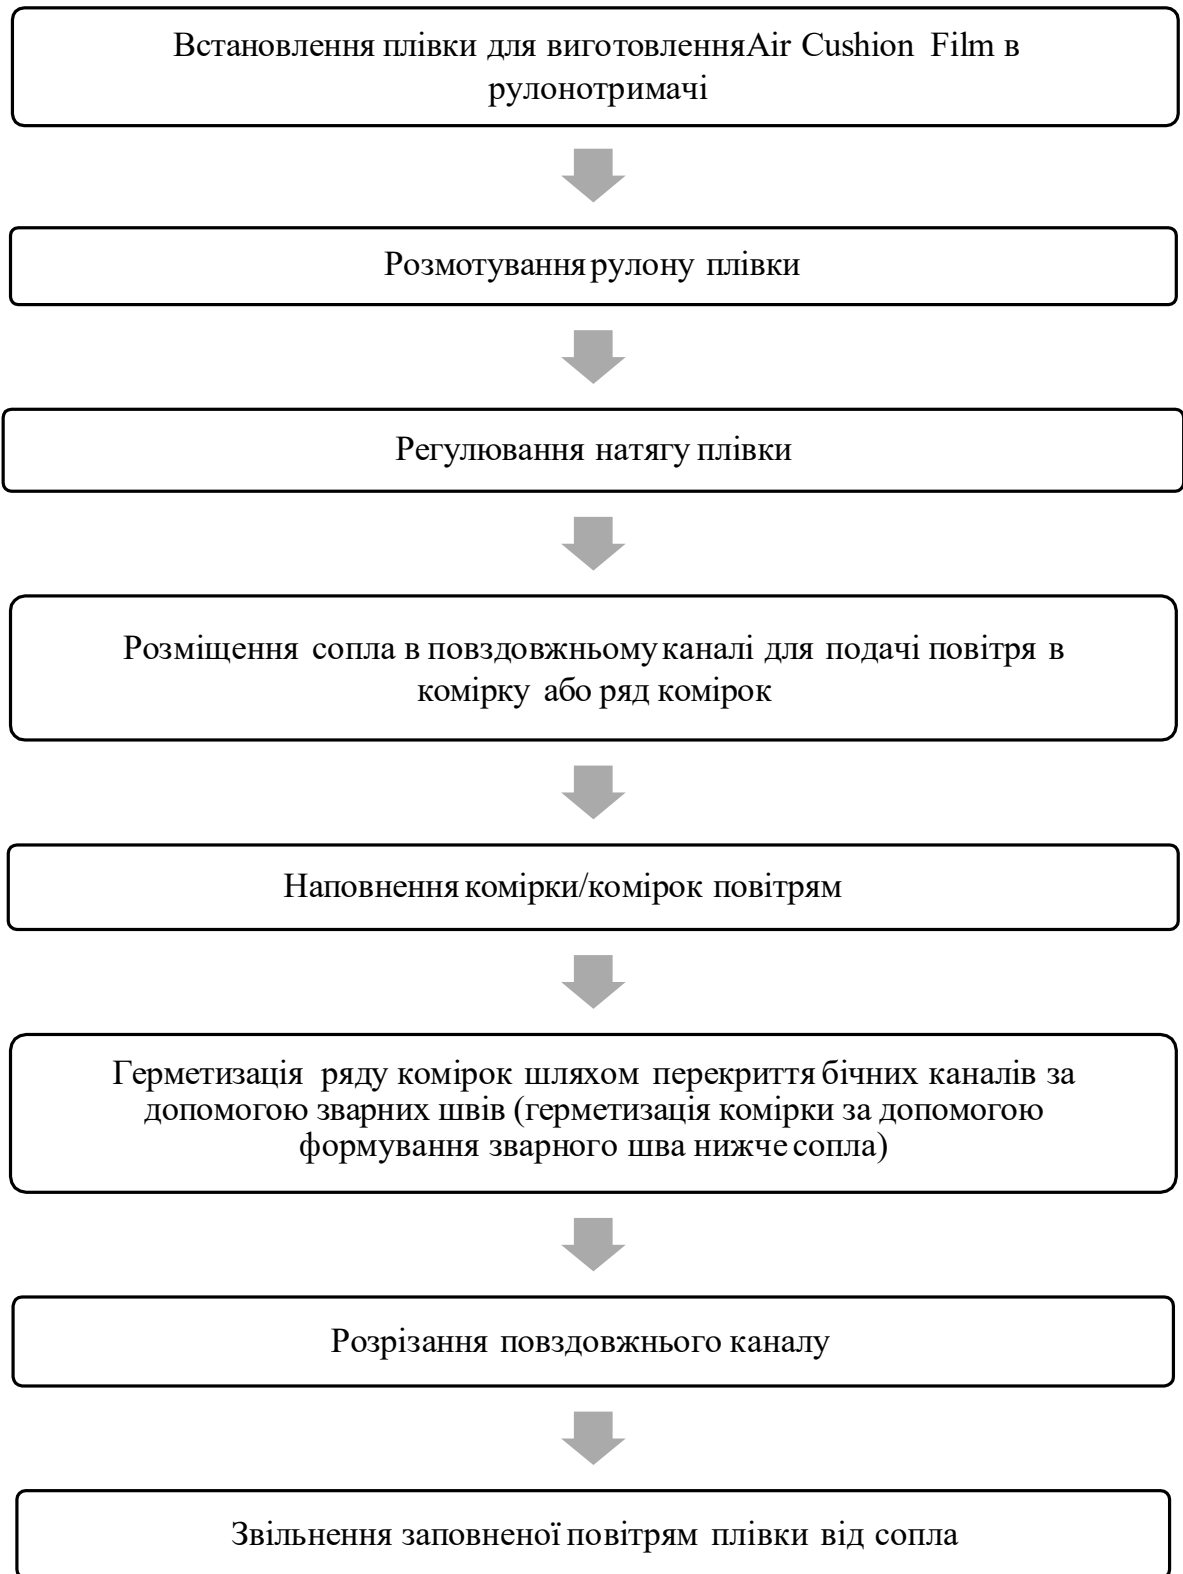 Встановлення плівки для виготовлення Air Cushion Film в
рулонотримачі
Розмотування рулону плівки
Регулювання натягу плівки
Розміщення сопла в повздовжньому каналі для подачі повітря в
комірку або ряд комірок
Наповнення комірки/комірок повітрям
Герметизація ряду комірок шляхом перекриття бічних каналів за
допомогою зварних швів (герметизація комірки за допомогою
формування зварного шва нижче сопла)
Розрізання повздовжнього каналу
Звільнення заповненої повітрям плівки від сопла